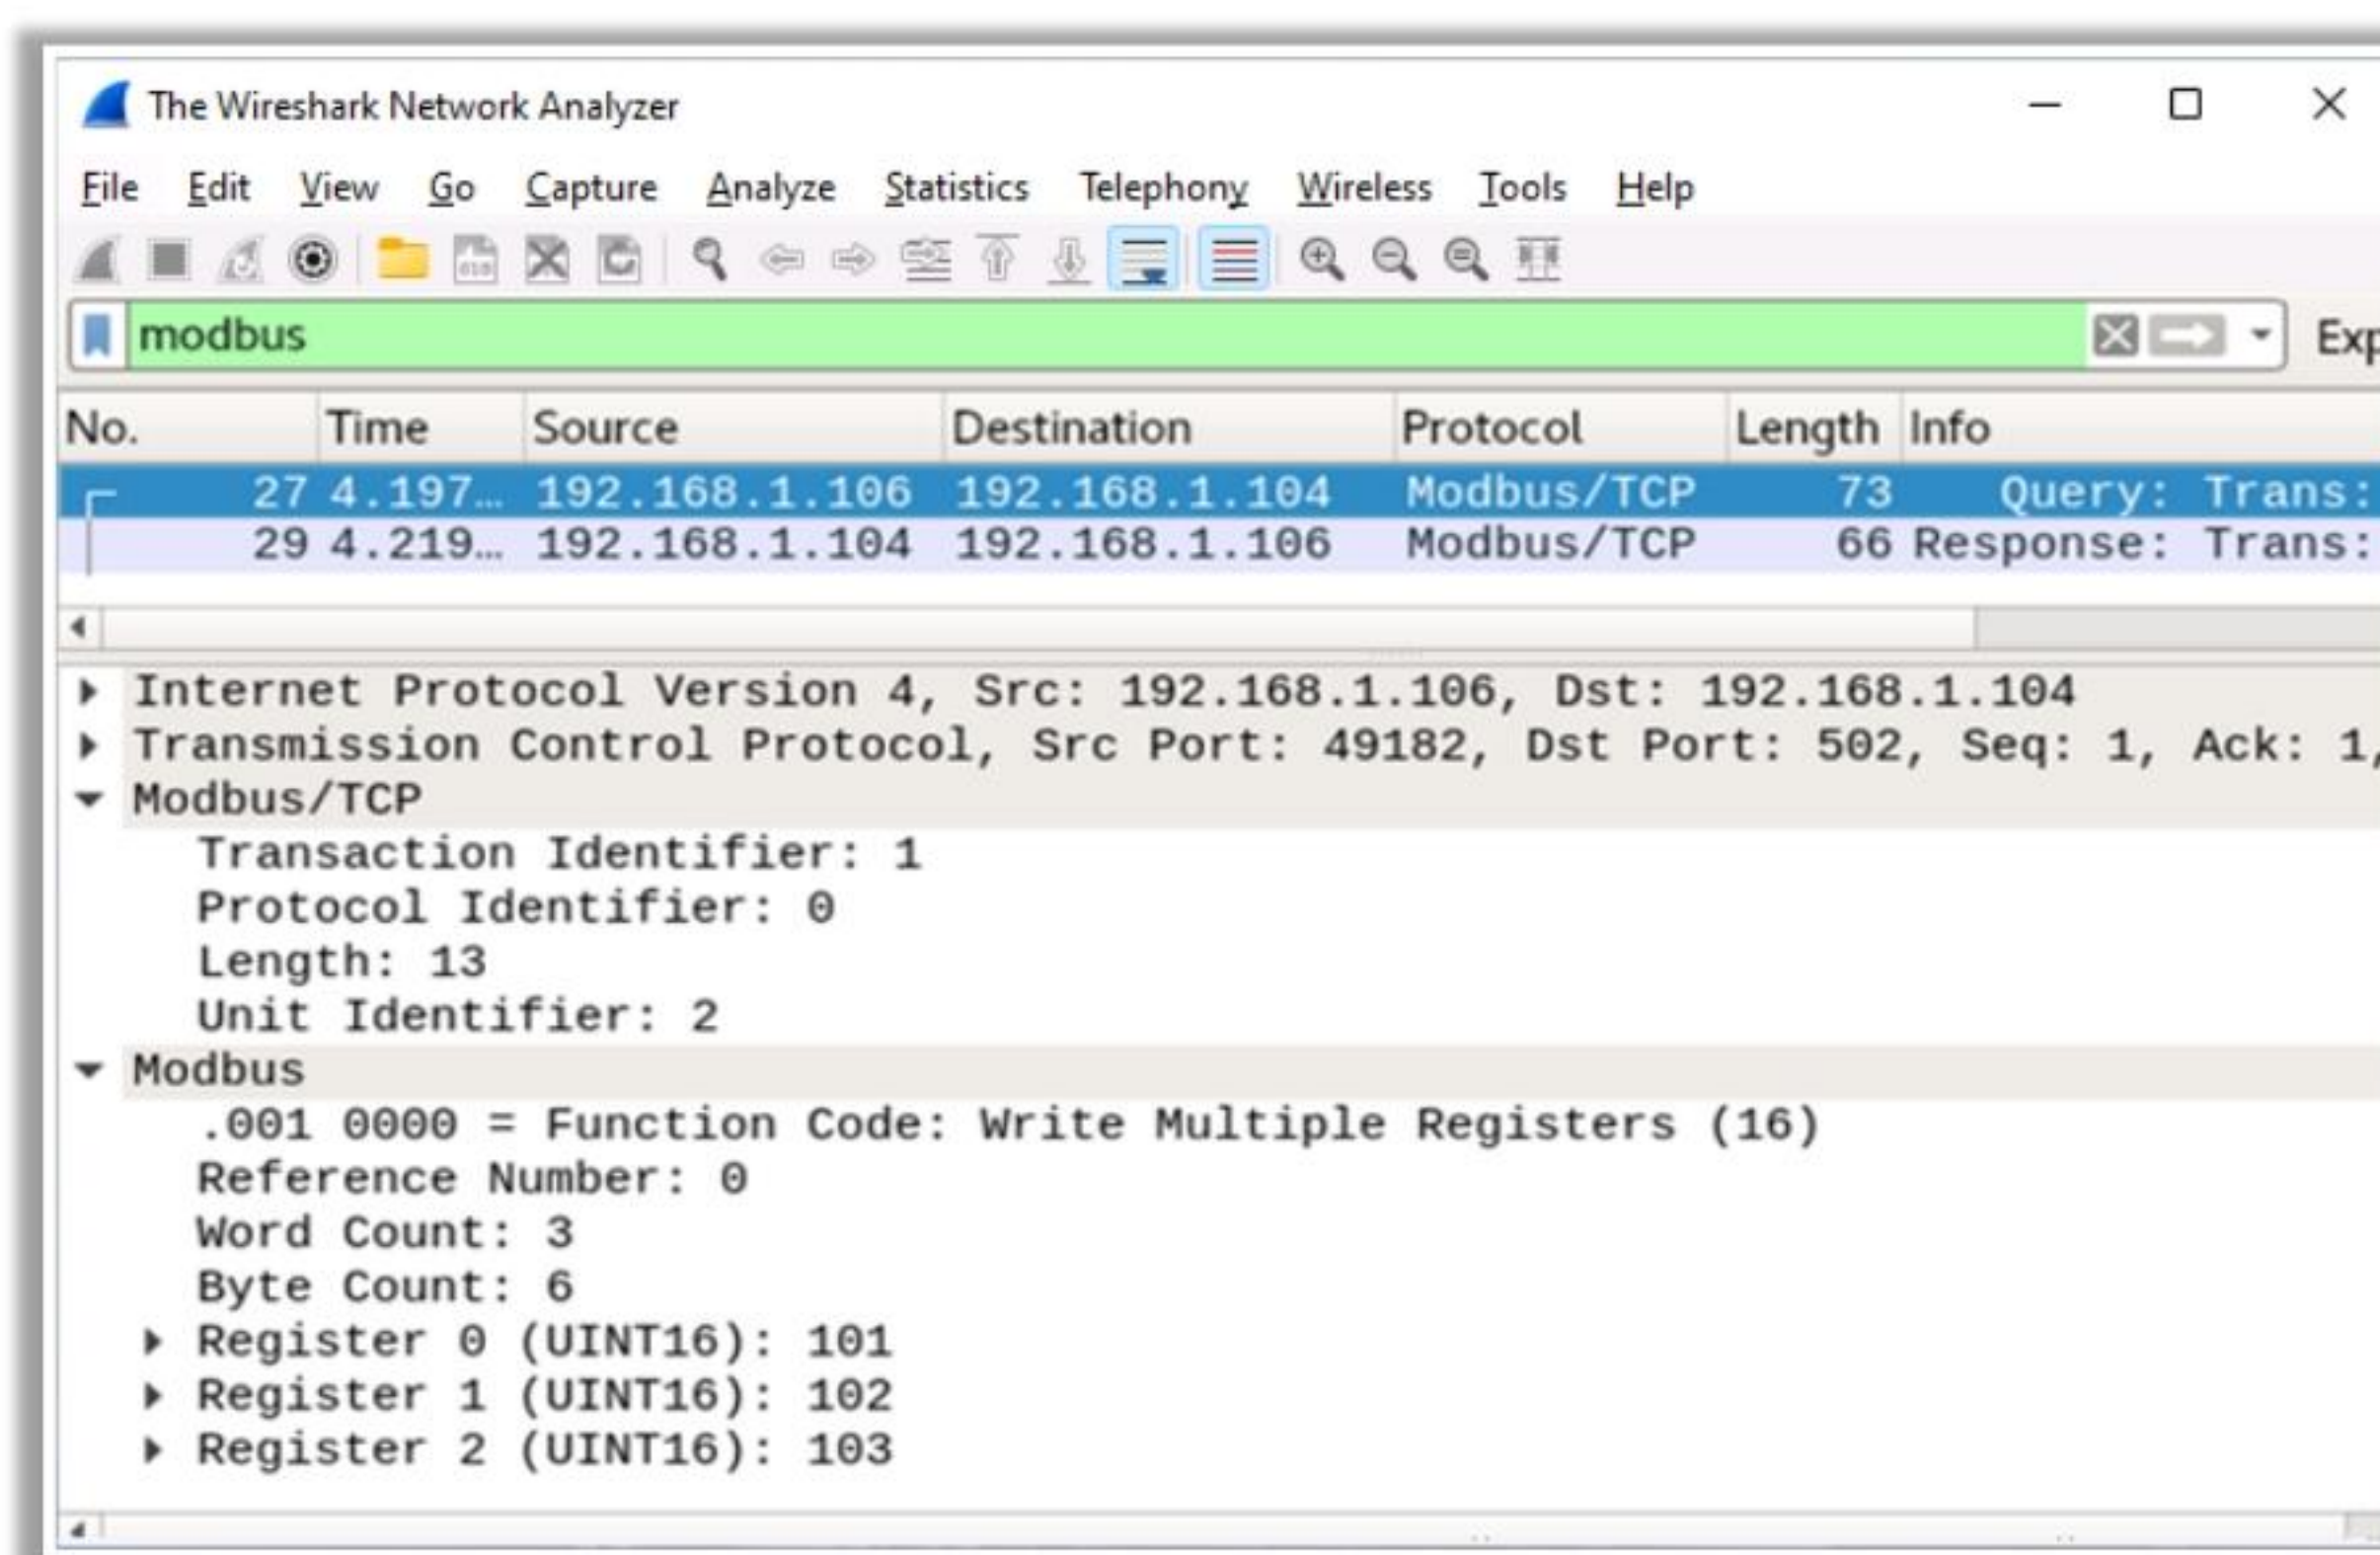 The Wireshark Network Analyzer
File Edit View Go Capture Analyze Statistics Telephony Wireless Tools Help
modbus Exp
No. Time Source Destination Protocol Length Info
27 4.197… 192.168.1.106 192.168.1.104 Modbus/TCP 73 Query: Trans:
29 4.219… 192.168.1.104 192.168.1.106 Modbus/TCP 66 Response: Trans:
Internet Protocol Version 4, Src: 192.168.1.106, Dst: 192.168.1.104
Transmission Control Protocol, Src Port: 49182, Dst Port: 502, Seq: 1, Ack: 1,
Modbus/TCP
Transaction Identifier: 1
Protocol Identifier: 0
Length: 13
Unit Identifier: 2
Modbus
.001 0000 = Function Code: Write Multiple Registers (16)
Reference Number: 0
Word Count: 3
Byte Count: 6
Register 0 (UINT16): 101
Register 1 (UINT16): 102
Register 2 (UINT16): 103